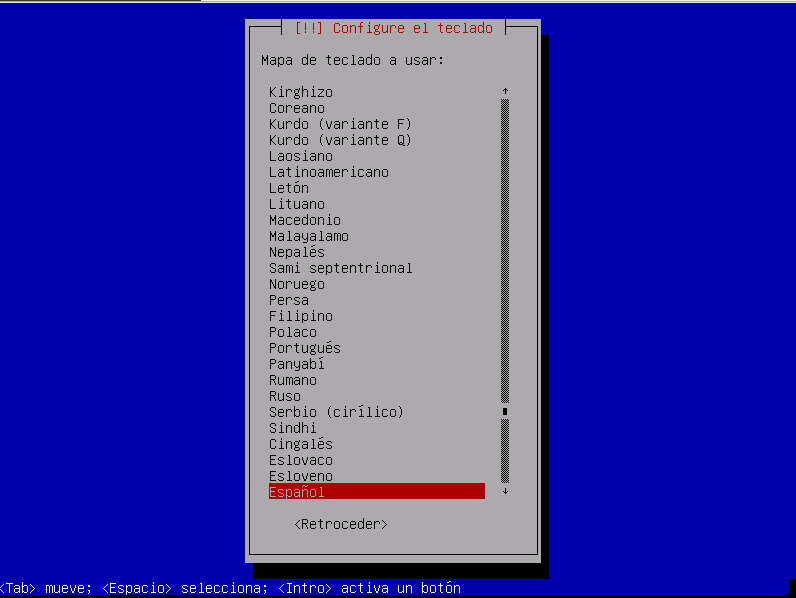 [!!] Configure el teclado
Mapa de teclado a usar:
Kirghizo
Coreano
Kurdo (variante F)
Kurdo (variante Q)
Laosiano
Latinoamericano
Letón
Lituano
Macedonio
Malayalamo
Nepalés
Sami septentrional
Noruego
Persa
Filipino
Polaco
Portugués
Panyabí
Rumano
Ruso
Serbio (cirílico)
Sindhi
Cingalés
Eslovaco
Esloveno
Español
<Retroceder>
<Tab> mueve; <Espacio> selecciona; <Intro> activa un botón